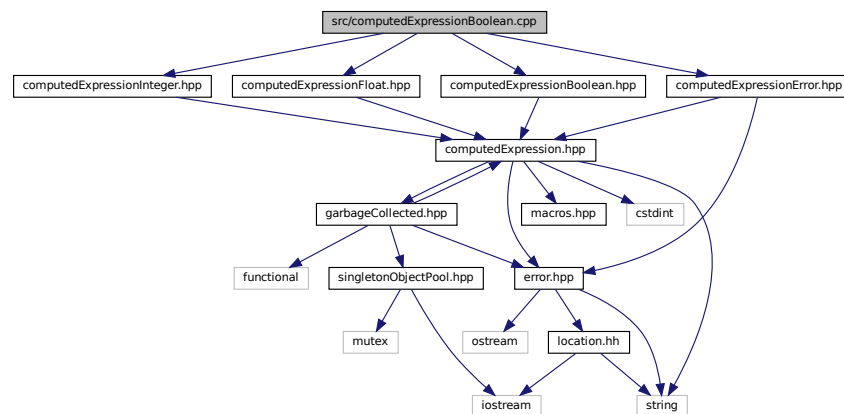 src/computedExpressionBoolean.cpp
computedExpressionInteger.hpp
computedExpressionFloat.hpp
computedExpressionBoolean.hpp
computedExpressionError.hpp
computedExpression.hpp
garbageCollected.hpp
macros.hpp
cstdint
functional
singletonObjectPool.hpp
error.hpp
mutex
ostream
location.hh
iostream
string